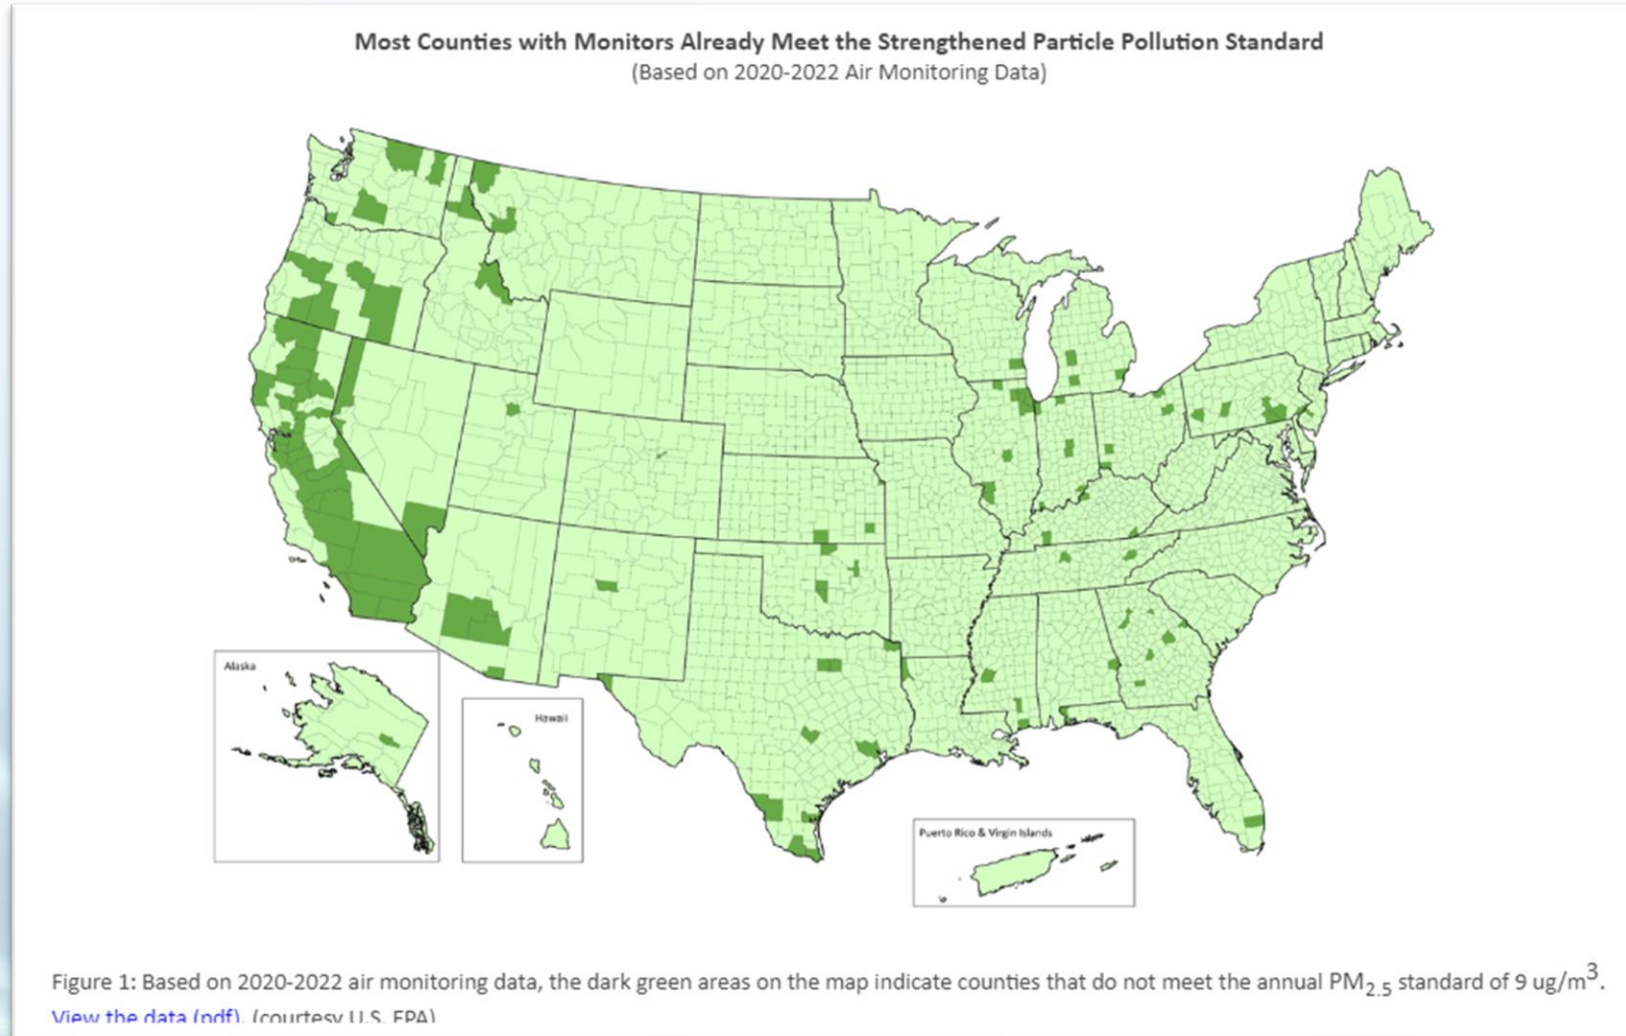 Most Counties with Monitors Already Meet the Strengthened Particle Pollution Standard
(Based on 2020-2022 Air Monitoring Data)
Alaska
Hawaii
Puerto Rico & Virgin Islands
Figure 1: Based on 2020-2022 air monitoring data, the dark green areas on the map indicate counties that do not meet the annual PM2.5 standard of 9 ug/m3.
View the data (pdf). (courtesy U.S. EPA)